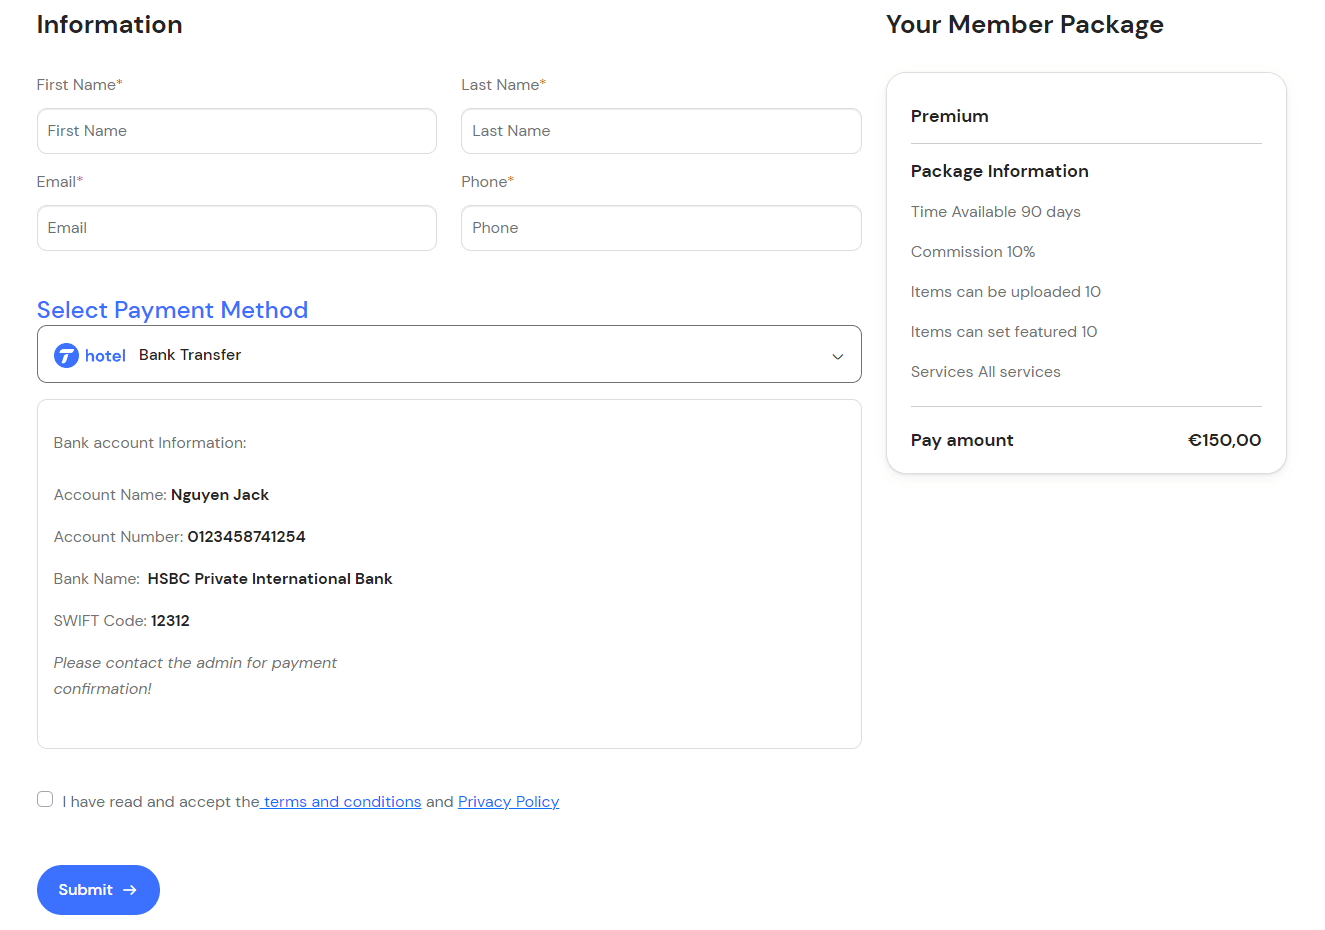 Information
First Name*
Last Name*
First Name
Last Name
Email*
Phone*
Email
Phone
Select Payment Method
hotel Bank Transfer
Bank account Information:
Account Name: Nguyen Jack
Account Number: 0123458741254
Bank Name: HSBC Private International Bank
SWIFT Code: 12312
Please contact the admin for payment
confirmation!
I have read and accept the terms and conditions and Privacy Policy
Submit →
Your Member Package
Premium
Package Information
Time Available 90 days
Commission 10%
Items can be uploaded 10
Items can set featured 10
Services All services
Pay amount €150,00